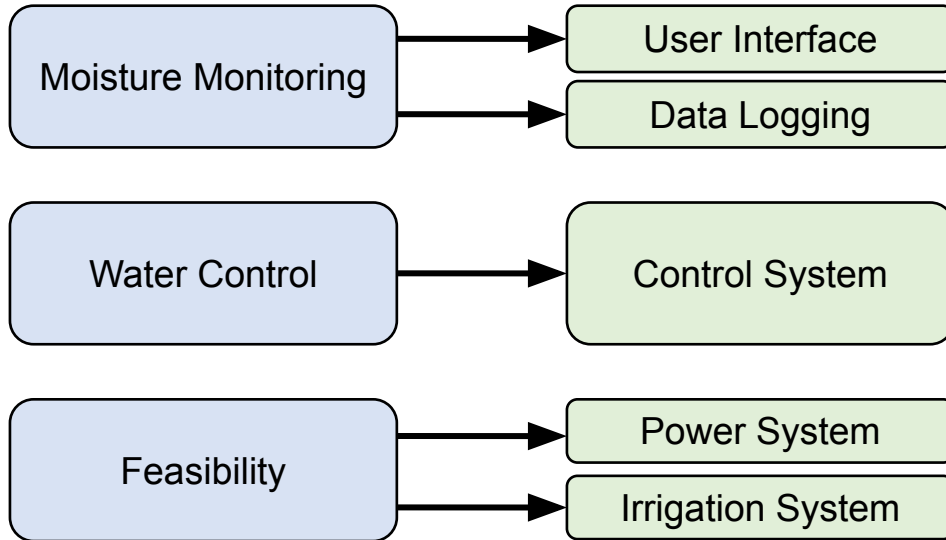 Moisture Monitoring
User Interface
Data Logging
Water Control
Control System
Feasibility
Power System
Irrigation System